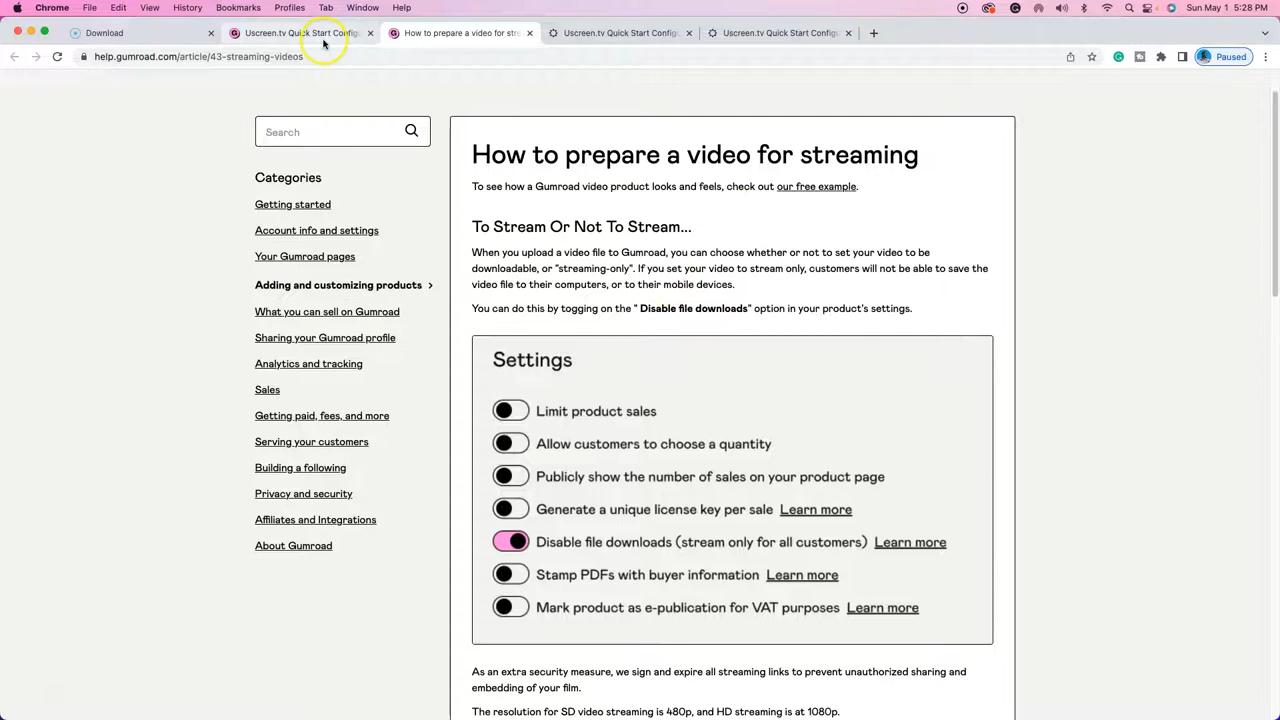 Chrome File Edit View History Bookmarks Profiles Tab Window Help Sun May 1 5:28 PM
Download Uscreen.tv Quick Start Config How to prepare a video for stre Uscreen.tv Quick Start Configu Uscreen.tv Quick Start Configu
help.gumroad.com/article/43-streaming-videos Paused
Search
Categories
Getting started
Account info and settings
Your Gumroad pages
Adding and customizing products
What you can sell on Gumroad
Sharing your Gumroad profile
Analytics and tracking
Sales
Getting paid, fees, and more
Serving your customers
Building a following
Privacy and security
Affiliates and Integrations
About Gumroad
How to prepare a video for streaming
To see how a Gumroad video product looks and feels, check out our free example.
To Stream Or Not To Stream...
When you upload a video file to Gumroad, you can choose whether or not to set your video to be
downloadable, or "streaming-only". If you set your video to stream only, customers will not be able to save the
video file to their computers, or to their mobile devices.
You can do this by togging on the " Disable file downloads" option in your product's settings.
Settings
Limit product sales
Allow customers to choose a quantity
Publicly show the number of sales on your product page
Generate a unique license key per sale Learn more
Disable file downloads (stream only for all customers) Learn more
Stamp PDFs with buyer information Learn more
Mark product as e-publication for VAT purposes Learn more
As an extra security measure, we sign and expire all streaming links to prevent unauthorized sharing and
embedding of your film.
The resolution for SD video streaming is 480p, and HD streaming is at 1080p.